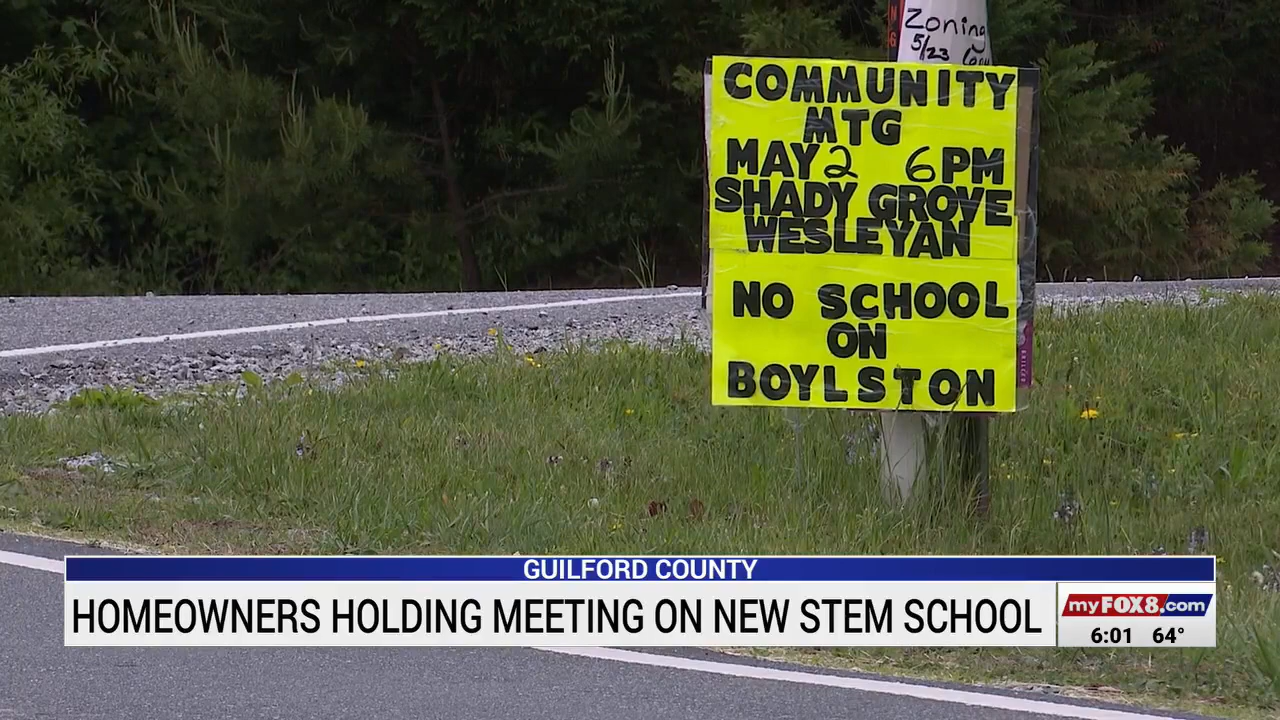 Zoning
5/23
COMMUNITY
MTG
MAY 2 6PM
SHADY GROVE
WESLEYAN
NO SCHOOL
ON
BOYLSTON
GUILFORD COUNTY
HOMEOWNERS HOLDING MEETING ON NEW STEM SCHOOL
myFOX8.com
6:01 64°